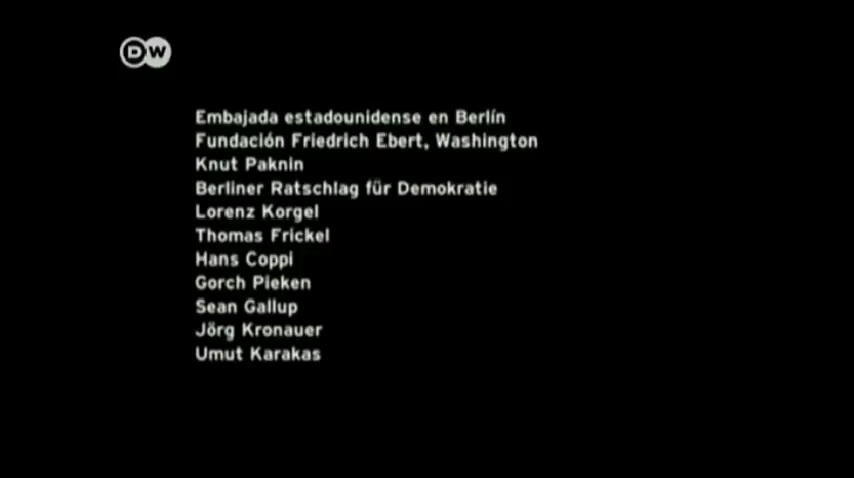 DW
Embajada estadounidense en Berlín
Fundación Friedrich Ebert, Washington
Knut Paknin
Berliner Ratschlag für Demokratie
Lorenz Korgel
Thomas Frickel
Hans Coppi
Gorch Pieken
Sean Gallup
Jörg Kronauer
Umut Karakas